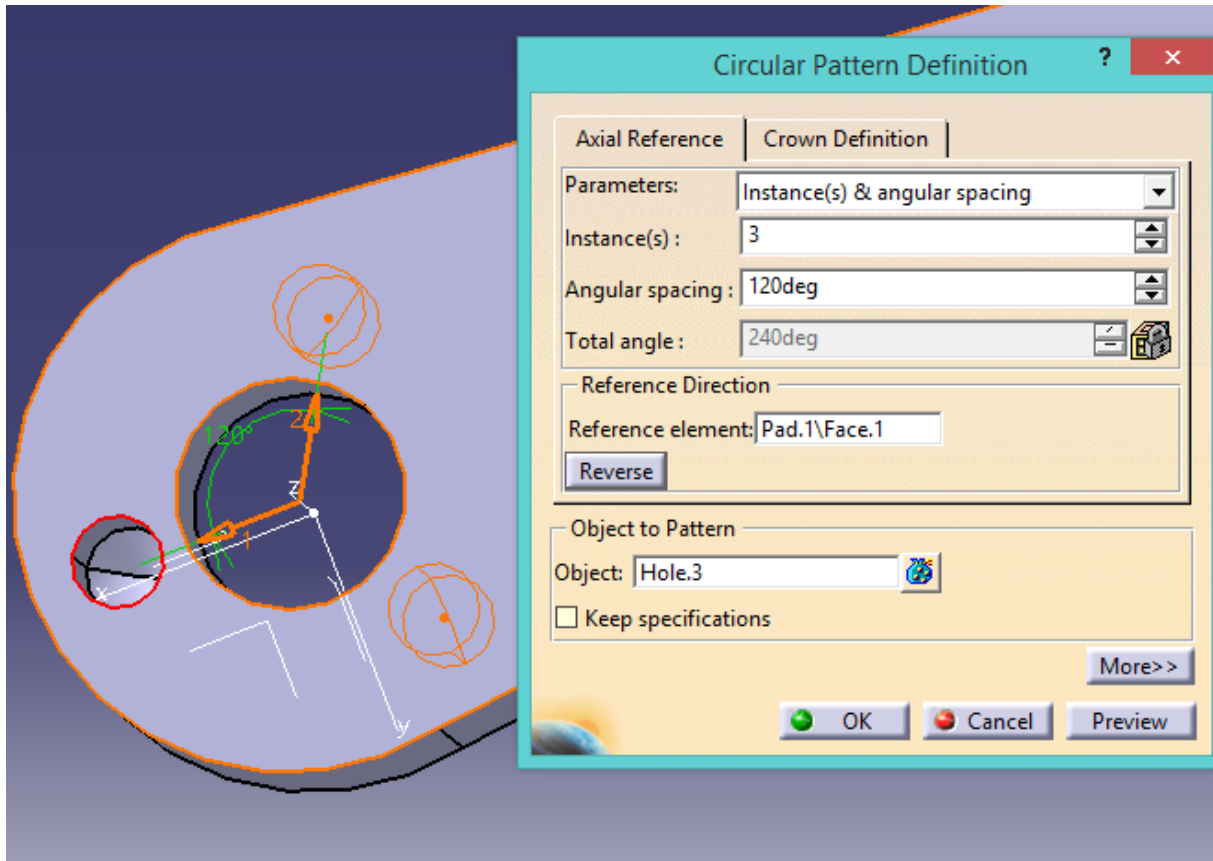 Circular Pattern Definition
?
×
Axial Reference
Crown Definition
Parameters:
Instance(s) & angular spacing
Instance(s) :
3
Angular spacing :
120deg
Total angle :
240deg
Reference Direction
Reference element:
Pad.1\Face.1
Reverse
Object to Pattern
Object:
Hole.3
Keep specifications
More>>
OK
Cancel
Preview
120°
2
z
1
x
y